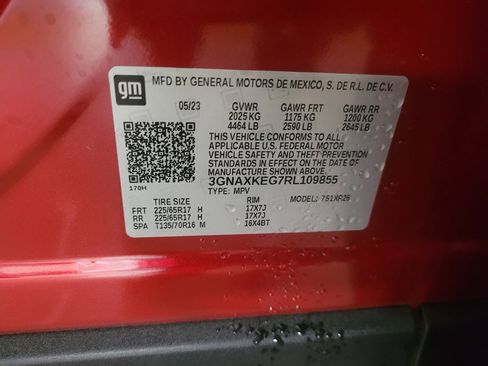 gm
MFD BY GENERAL MOTORS DE MEXICO, S. DE R.L. DE C.V.
05/23 GVWR GAWR FRT GAWR RR
2025 KG 1175 KG 1200 KG
4464 LB 2590 LB 2645 LB
THIS VEHICLE CONFORMS TO ALL
APPLICABLE U.S. FEDERAL MOTOR
VEHICLE SAFETY AND THEFT PREVENTION
STANDARDS IN EFFECT ON THE DATE OF
MANUFACTURE SHOWN ABOVE.
3GNAXKEG7RL109855
170H TYPE: MPV MODEL: 751XR26
TIRE SIZE RIM
FRT 225/65R17 H 17X7J
RR 225/65R17 H 17X7J
SPA T135/70R16 M 16X4BT